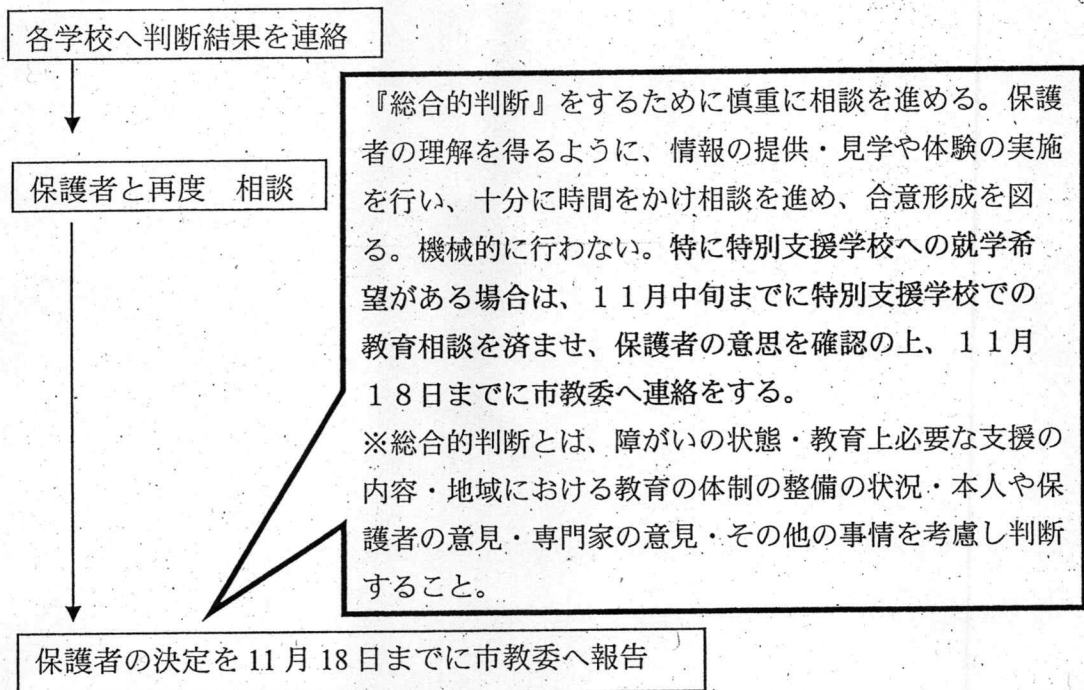 各学校へ判断結果を連絡
保護者と再度　相談
『総合的判断』をするために慎重に相談を進める。保護
者の理解を得るように、情報の提供・見学や体験の実施
を行い、十分に時間をかけ相談を進め、合意形成を図
る。機械的に行わない。特に特別支援学校への就学希
望がある場合は、１１月中旬までに特別支援学校での
教育相談を済ませ、保護者の意思を確認の上、１１月
１８日までに市教委へ連絡をする。
※総合的判断とは、障がいの状態・教育上必要な支援の
内容・地域における教育の体制の整備の状況・本人や保
護者の意見・専門家の意見・その他の事情を考慮し判断
すること。
保護者の決定を 11 月 18 日までに市教委へ報告